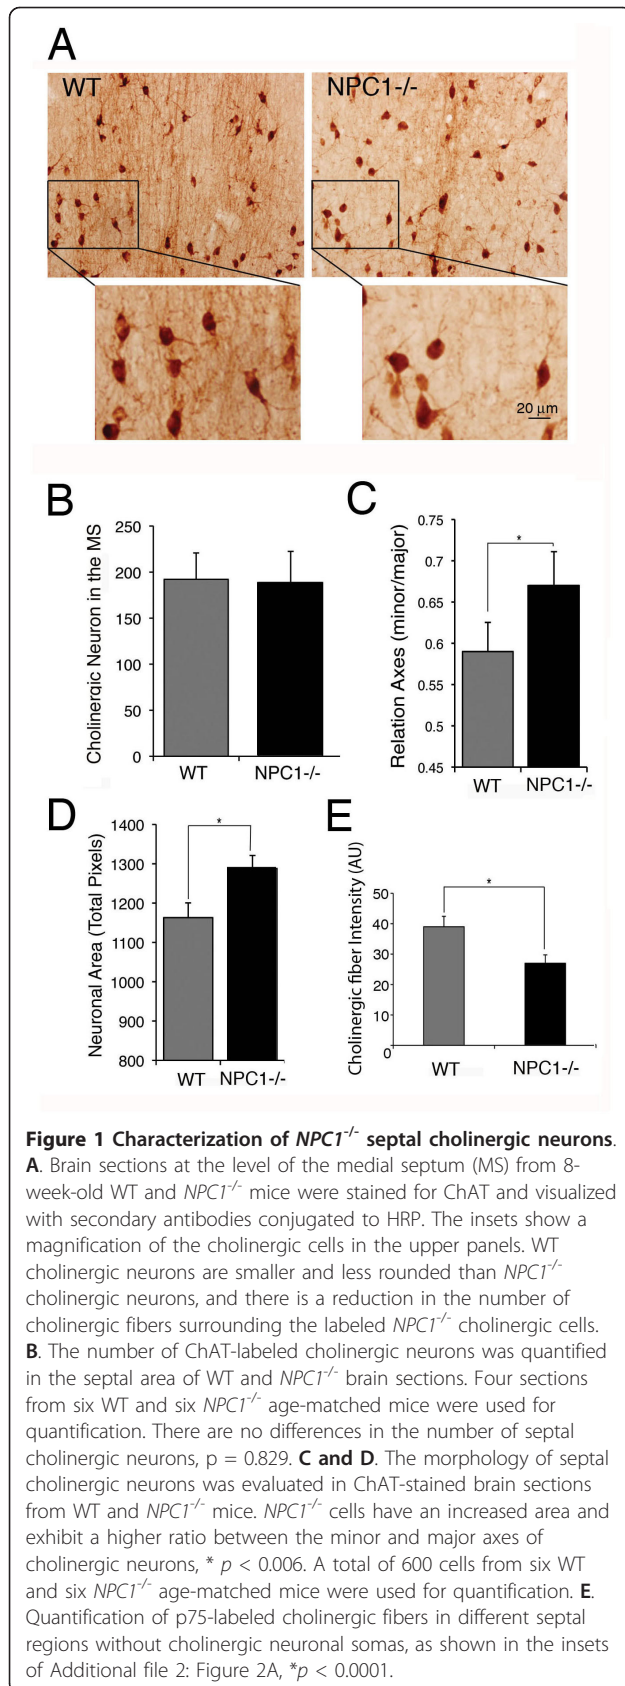 A
WT
NPC1-/-
20 µm
B
Cholinergic Neuron in the MS
250
200
150
100
50
0
WT
NPC1-/-
C
Relation Axes (minor/major)
0.75
0.7
0.65
0.6
0.55
0.5
0.45
*
WT
NPC1-/-
D
Neuronal Area (Total Pixels)
1400
1300
1200
1100
1000
900
800
*
WT
NPC1-/-
E
Cholinergic fiber Intensity (AU)
50
40
30
20
10
0
*
WT
NPC1-/-
Figure 1 Characterization of NPC1-/- septal cholinergic neurons.
A. Brain sections at the level of the medial septum (MS) from 8-
week-old WT and NPC1-/- mice were stained for ChAT and visualized
with secondary antibodies conjugated to HRP. The insets show a
magnification of the cholinergic cells in the upper panels. WT
cholinergic neurons are smaller and less rounded than NPC1-/-
cholinergic neurons, and there is a reduction in the number of
cholinergic fibers surrounding the labeled NPC1-/- cholinergic cells.
B. The number of ChAT-labeled cholinergic neurons was quantified
in the septal area of WT and NPC1-/- brain sections. Four sections
from six WT and six NPC1-/- age-matched mice were used for
quantification. There are no differences in the number of septal
cholinergic neurons, p = 0.829. C and D. The morphology of septal
cholinergic neurons was evaluated in ChAT-stained brain sections
from WT and NPC1-/- mice. NPC1-/- cells have an increased area and
exhibit a higher ratio between the minor and major axes of
cholinergic neurons, * p < 0.006. A total of 600 cells from six WT
and six NPC1-/- age-matched mice were used for quantification. E.
Quantification of p75-labeled cholinergic fibers in different septal
regions without cholinergic neuronal somas, as shown in the insets
of Additional file 2: Figure 2A, *p < 0.0001.